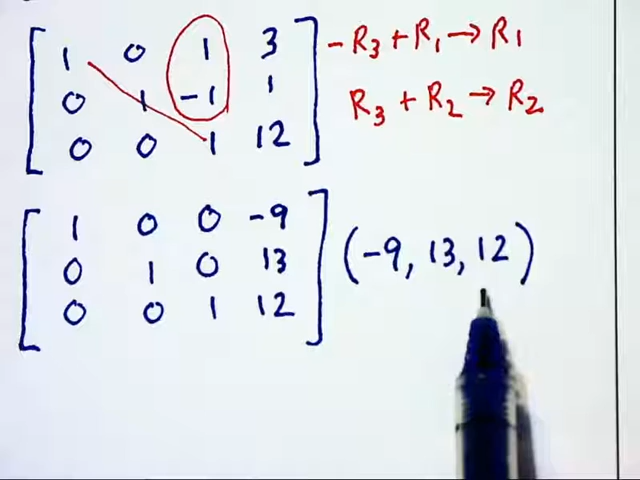 1 0 1 3 -R₃ + R₁ → R₁
0 1 -1 1 R₃ + R₂ → R₂
0 0 1 12
1 0 0 -9
0 1 0 13 (-9, 13, 12)
0 0 1 12